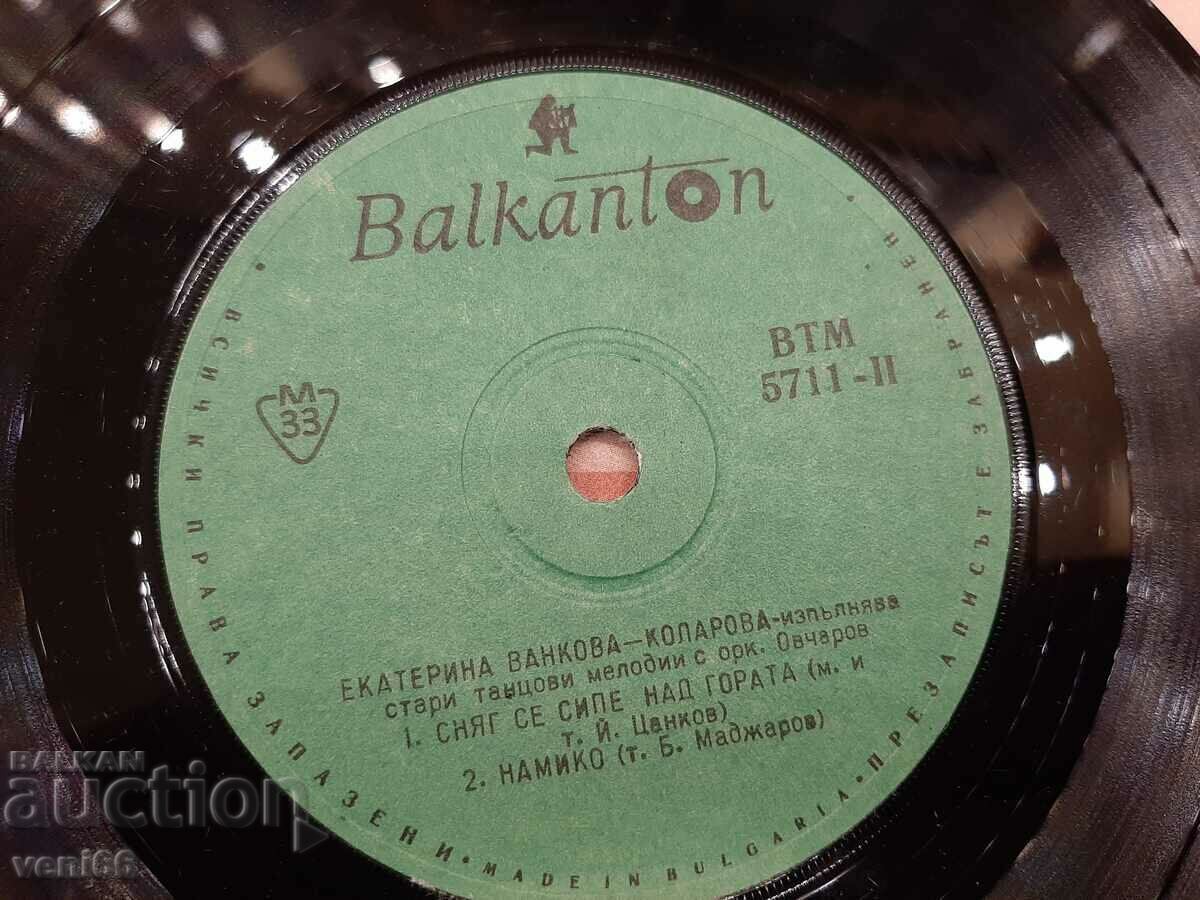 Balkanton
ВТМ
5711-II
M
33
ЕКАТЕРИНА ВАНКОВА—КОЛАРОВА-изпълнява
стари танцови мелодии с орк. Овчаров
1. СНЯГ СЕ СИПЕ НАД ГОРАТА (м. и
т. Й. Цанков)
2. НАМИКО (т. Б. Маджаров)
• ВСИЧКИ ПРАВА ЗАПАЗЕНИ • MADE IN BULGARIA • ПРЕЗАПИСЪТ Е ЗАБРАНЕН
BALKAN
auction
veni66